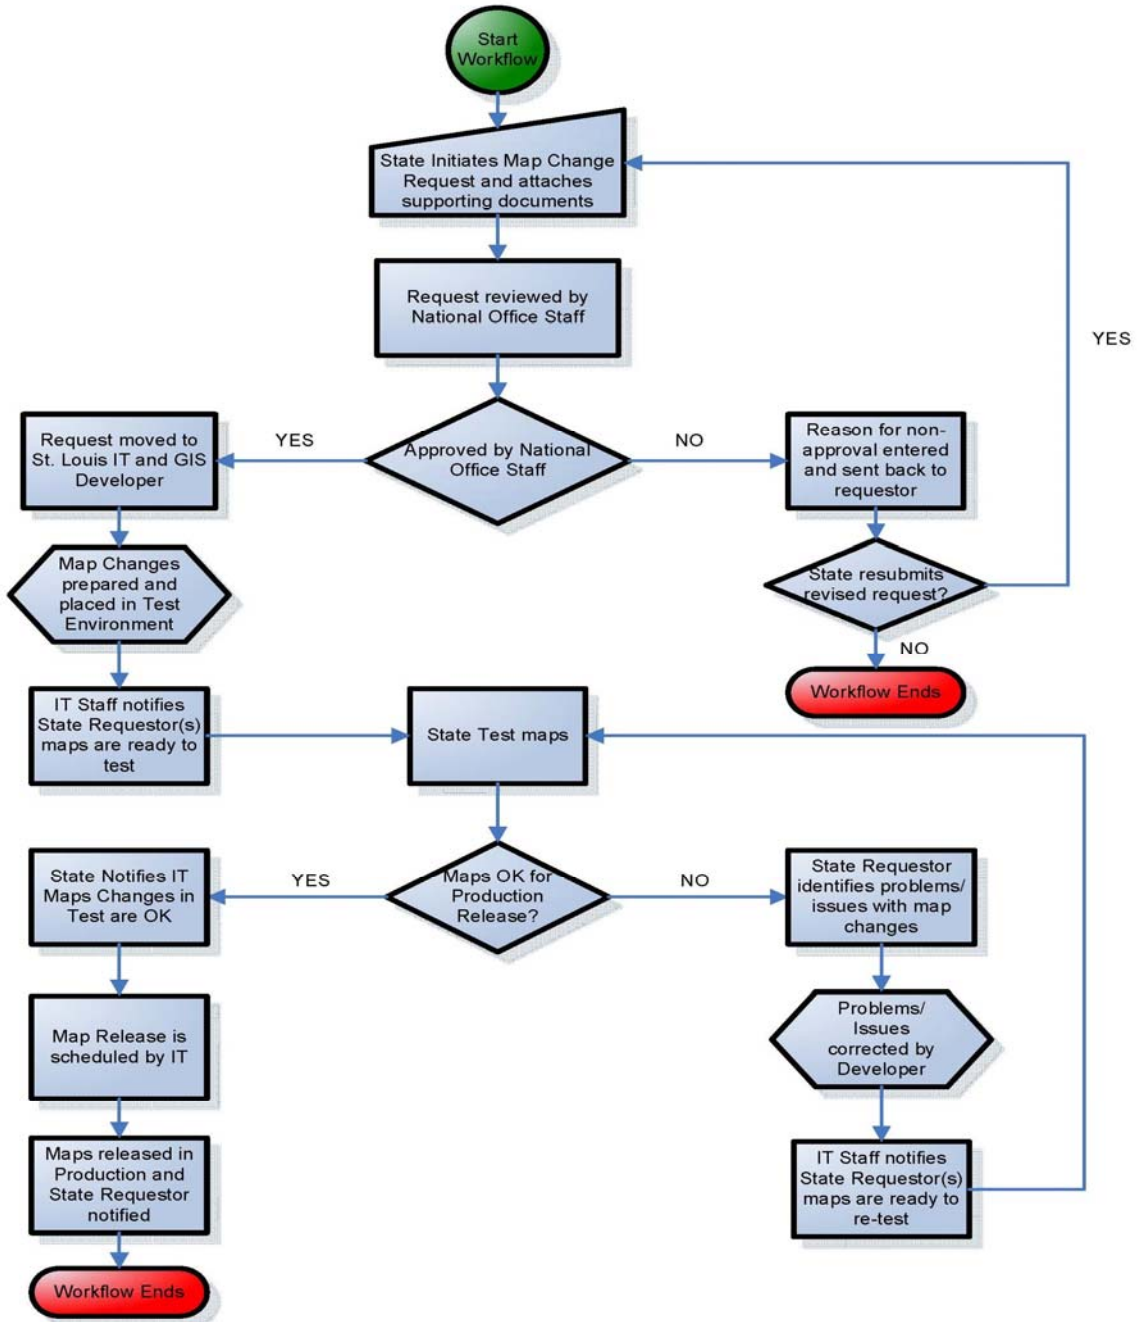 Start
Workflow
State Initiates Map Change
Request and attaches
supporting documents
Request reviewed by
National Office Staff
YES
Request moved to
St. Louis IT and GIS
Developer
YES
Approved by National
Office Staff
NO
Reason for non-
approval entered
and sent back to
requestor
Map Changes
prepared and
placed in Test
Environment
State resubmits
revised request?
NO
Workflow Ends
IT Staff notifies
State Requestor(s)
maps are ready to
test
State Test maps
State Notifies IT
Maps Changes in
Test are OK
YES
Maps OK for
Production
Release?
NO
State Requestor
identifies problems/
issues with map
changes
Map Release is
scheduled by IT
Problems/
Issues
corrected by
Developer
Maps released in
Production and
State Requestor
notified
IT Staff notifies
State Requestor(s)
maps are ready to
re-test
Workflow Ends